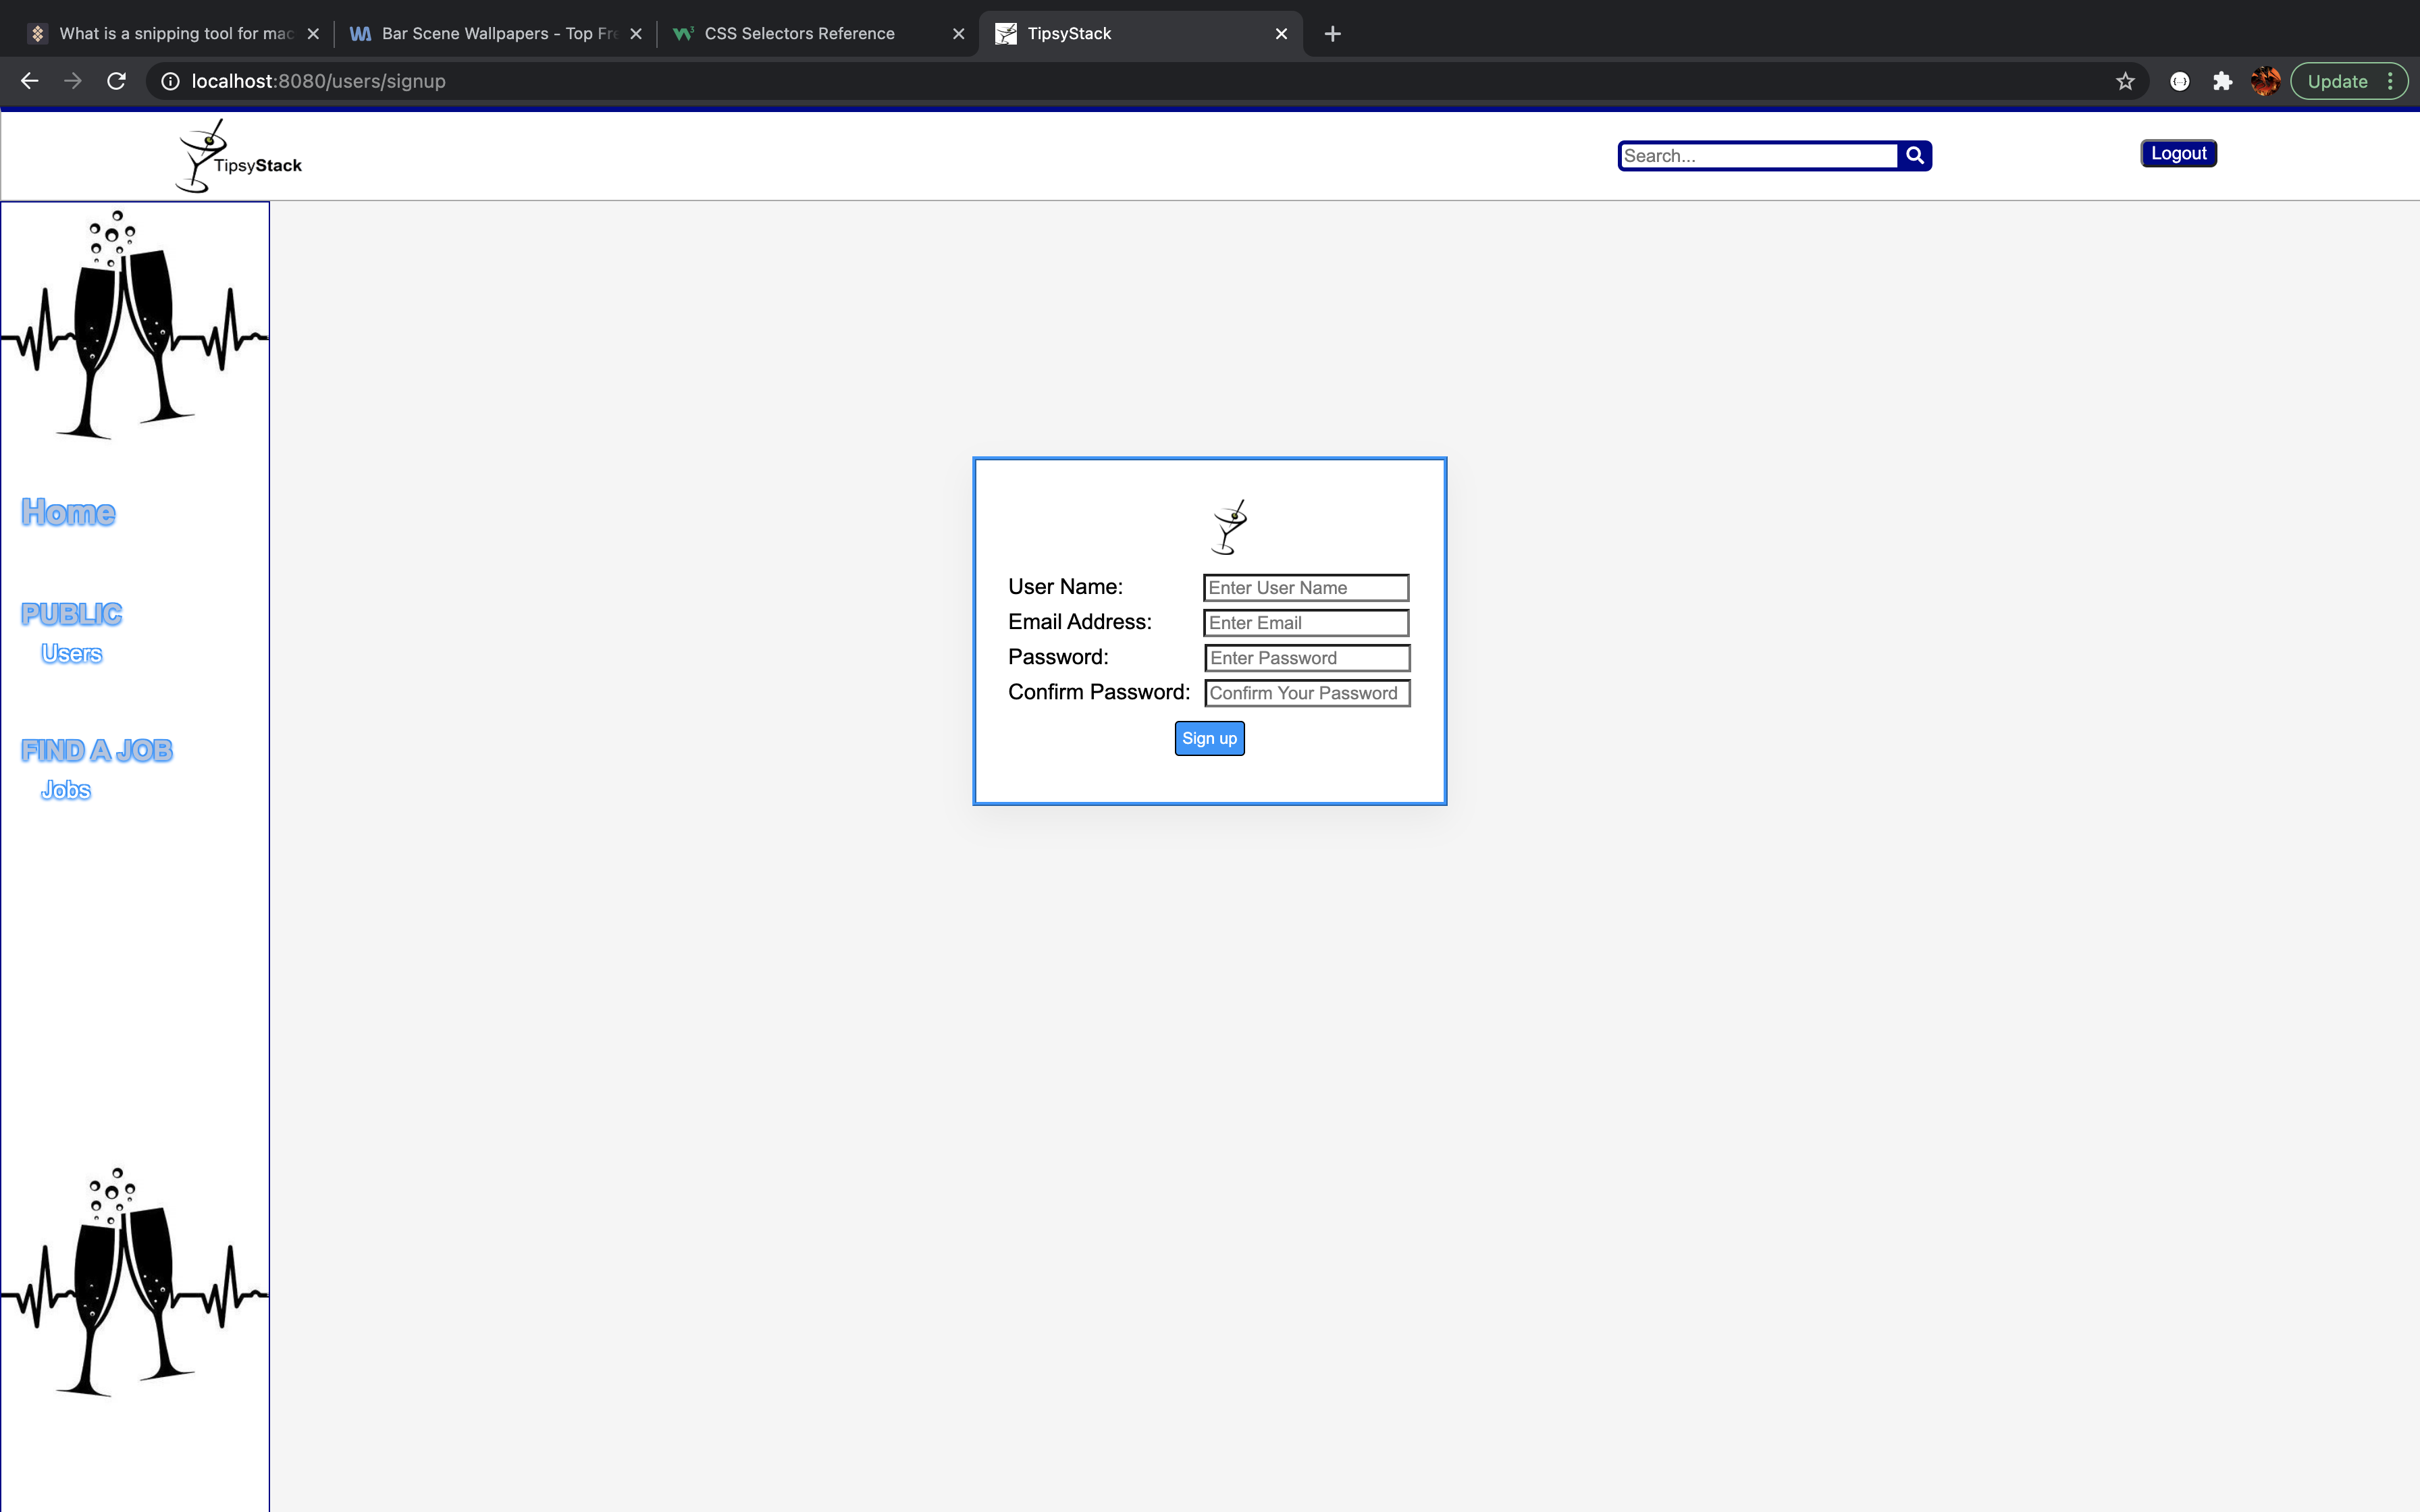 What is a snipping tool for mac
Bar Scene Wallpapers - Top Fre
CSS Selectors Reference
TipsyStack
localhost:8080/users/signup
Update
TipsyStack
Search...
Logout
Home
PUBLIC
Users
FIND A JOB
Jobs
User Name: Enter User Name
Email Address: Enter Email
Password: Enter Password
Confirm Password: Confirm Your Password
Sign up